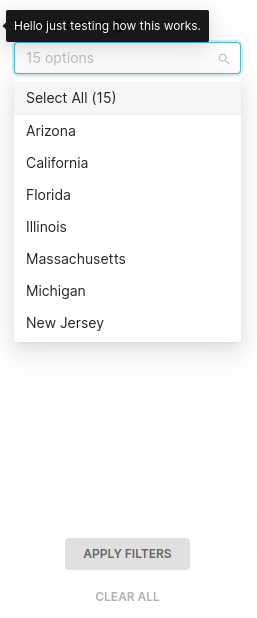 Hello just testing how this works.
15 options
Select All (15)
Arizona
California
Florida
Illinois
Massachusetts
Michigan
New Jersey
APPLY FILTERS
CLEAR ALL